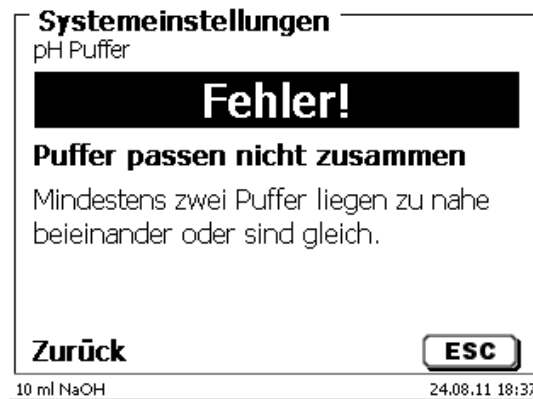 Systemeinstellungen
pH Puffer
Fehler!
Puffer passen nicht zusammen
Mindestens zwei Puffer liegen zu nahe
beieinander oder sind gleich.
Zurück ESC
10 ml NaOH 24.08.11 18:37